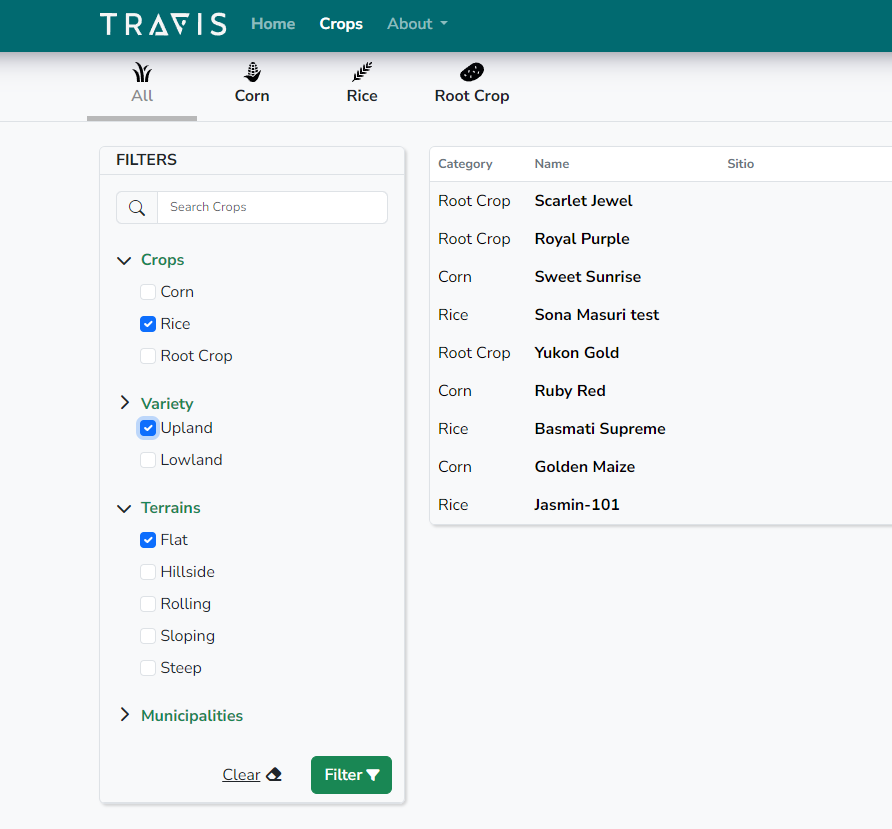 TRAVIS Home Crops About
All Corn Rice Root Crop
FILTERS
Search Crops
Crops
Corn
Rice
Root Crop
Variety
Upland
Lowland
Terrains
Flat
Hillside
Rolling
Sloping
Steep
Municipalities
Clear Filter
Category Name Sitio
Root Crop Scarlet Jewel
Root Crop Royal Purple
Corn Sweet Sunrise
Rice Sona Masuri test
Root Crop Yukon Gold
Corn Ruby Red
Rice Basmati Supreme
Corn Golden Maize
Rice Jasmin-101